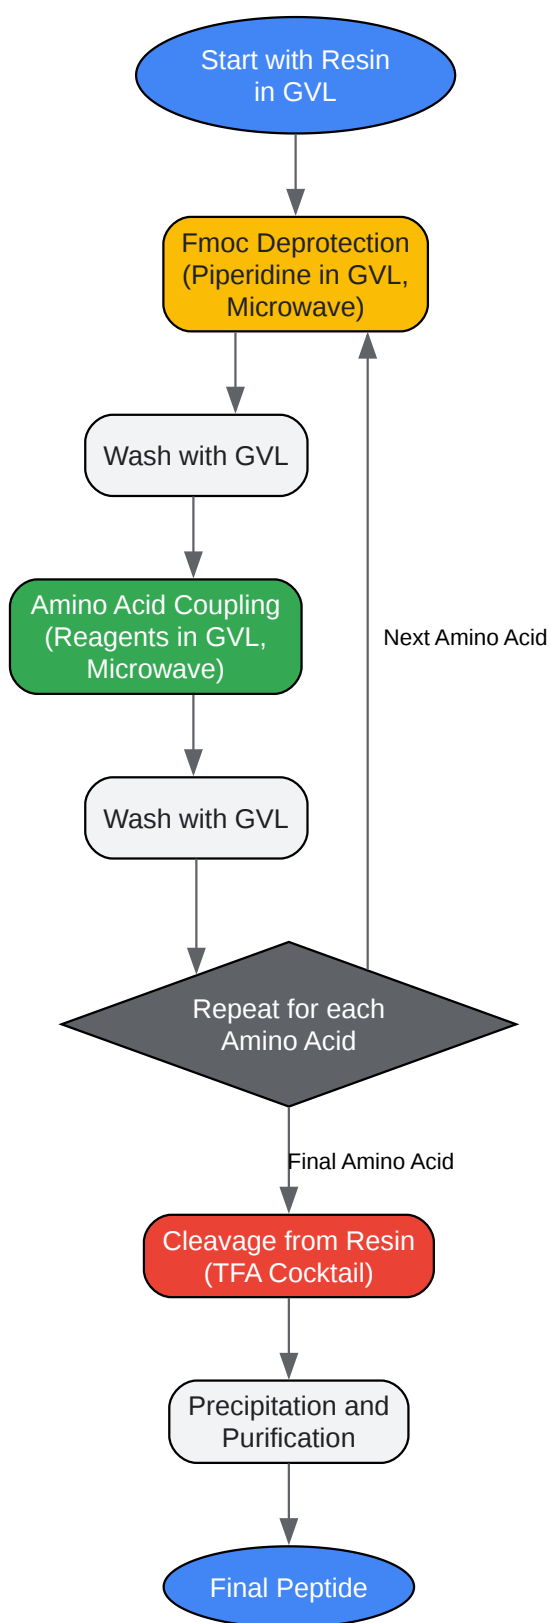 Start with Resin
in GVL
Fmoc Deprotection
(Piperidine in GVL,
Microwave)
Wash with GVL
Amino Acid Coupling
(Reagents in GVL,
Microwave)
Next Amino Acid
Wash with GVL
Repeat for each
Amino Acid
Final Amino Acid
Cleavage from Resin
(TFA Cocktail)
Precipitation and
Purification
Final Peptide